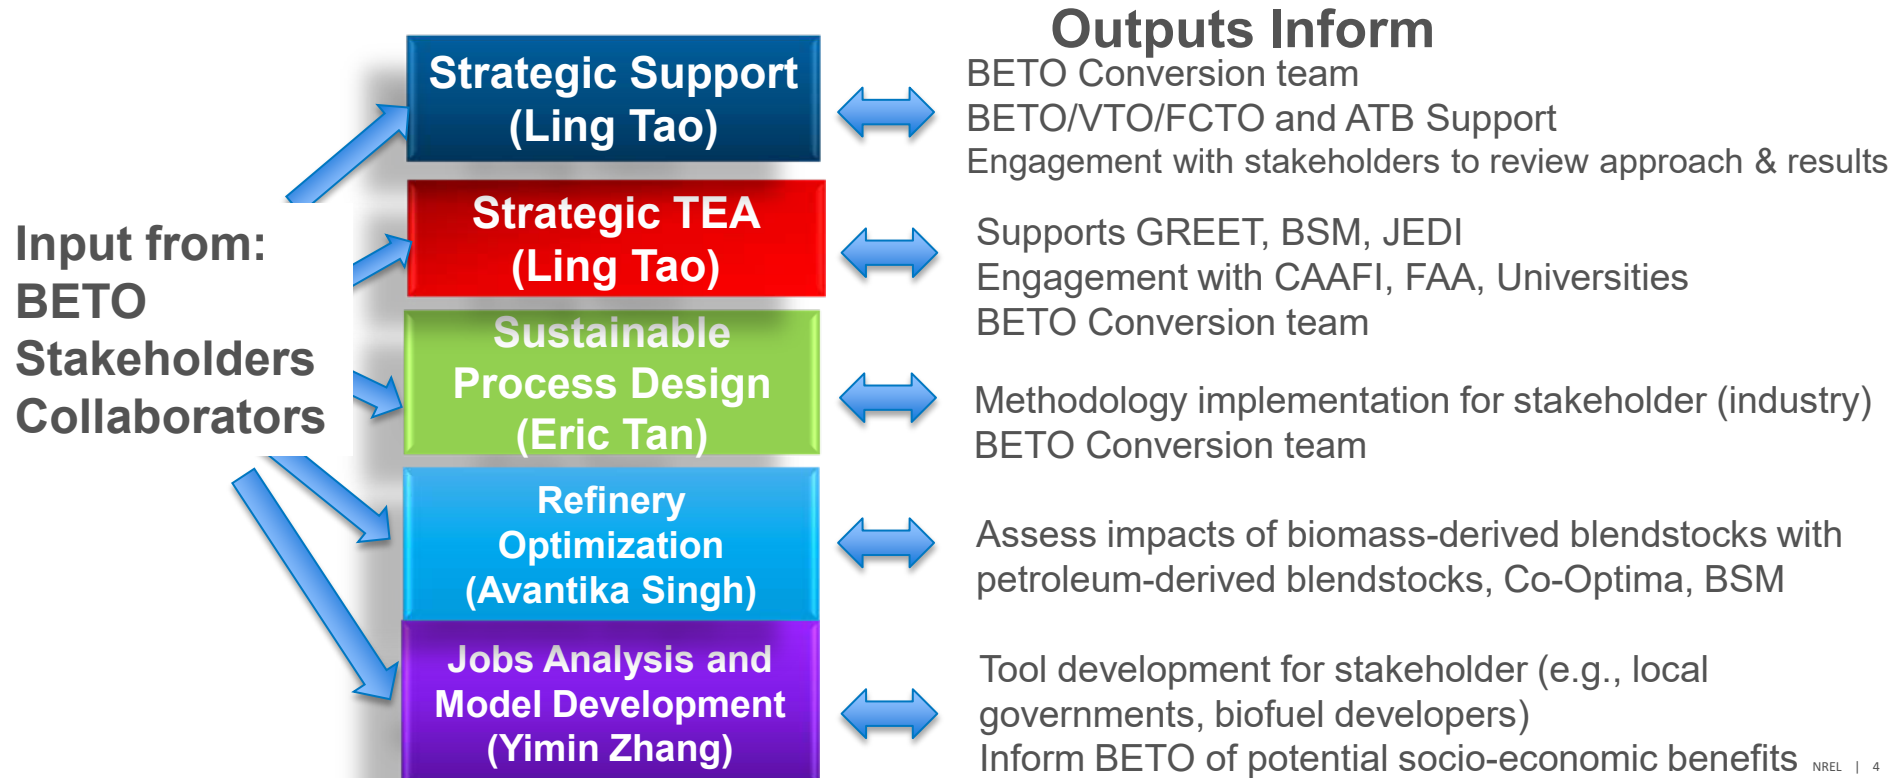 Outputs Inform
Input from:
BETO
Stakeholders
Collaborators
Strategic Support
(Ling Tao)
BETO Conversion team
BETO/VTO/FCTO and ATB Support
Engagement with stakeholders to review approach & results
Strategic TEA
(Ling Tao)
Supports GREET, BSM, JEDI
Engagement with CAAFI, FAA, Universities
BETO Conversion team
Sustainable
Process Design
(Eric Tan)
Methodology implementation for stakeholder (industry)
BETO Conversion team
Refinery
Optimization
(Avantika Singh)
Assess impacts of biomass-derived blendstocks with
petroleum-derived blendstocks, Co-Optima, BSM
Jobs Analysis and
Model Development
(Yimin Zhang)
Tool development for stakeholder (e.g., local
governments, biofuel developers)
Inform BETO of potential socio-economic benefits
NREL | 4